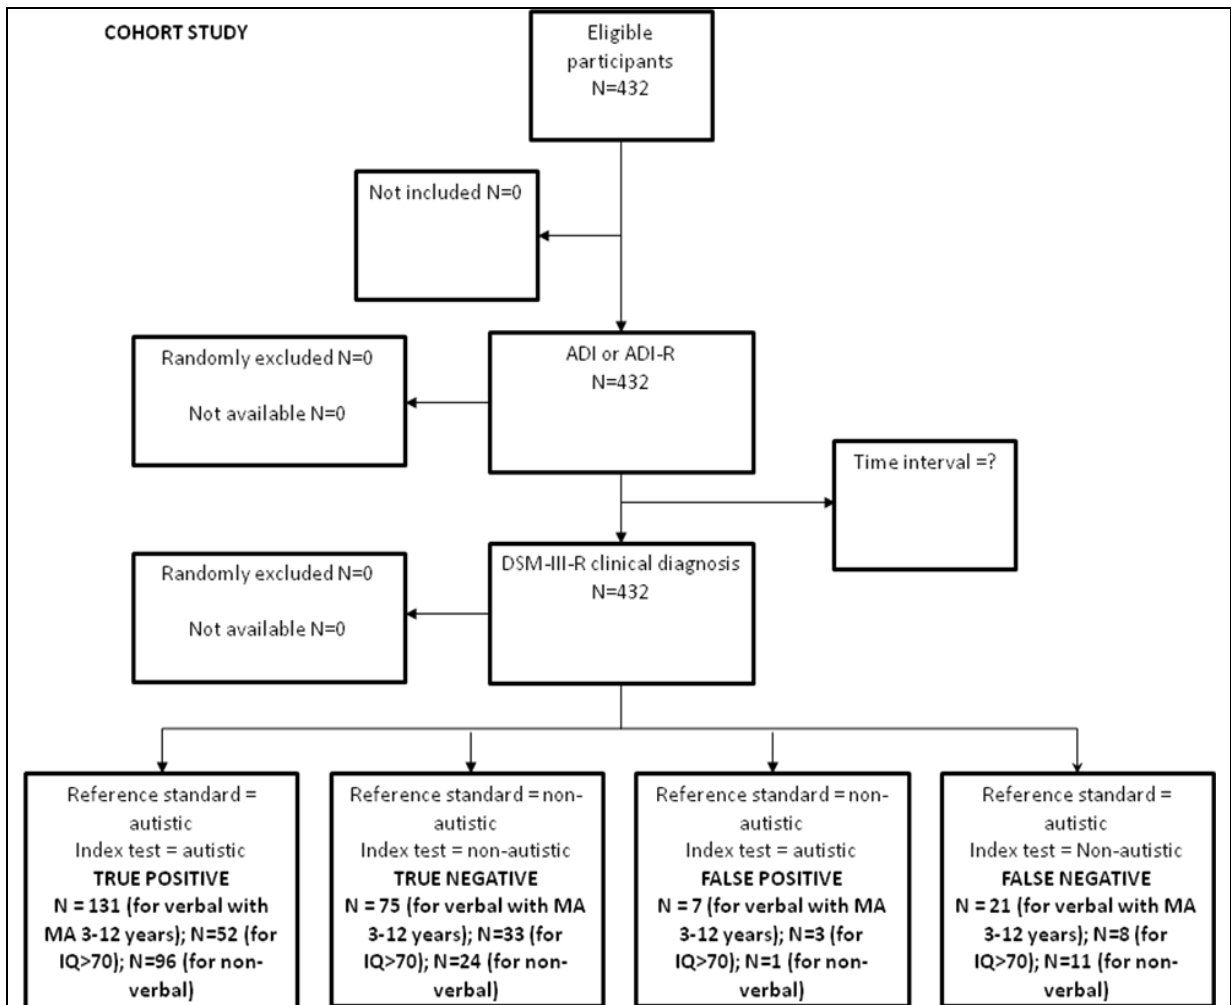 COHORT STUDY
Eligible
participants
N=432
Not included N=0
Randomly excluded N=0
Not available N=0
ADI or ADI-R
N=432
Time interval =?
Randomly excluded N=0
Not available N=0
DSM-III-R clinical diagnosis
N=432
Reference standard =
autistic
Index test = autistic
TRUE POSITIVE
N = 131 (for verbal with
MA 3-12 years); N=52 (for
IQ>70); N=96 (for non-
verbal)
Reference standard = non-
autistic
Index test = non-autistic
TRUE NEGATIVE
N = 75 (for verbal with MA
3-12 years); N=33 (for
IQ>70); N=24 (for non-
verbal)
Reference standard = non-
autistic
Index test = autistic
FALSE POSITIVE
N = 7 (for verbal with MA
3-12 years); N=3 (for
IQ>70); N=1 (for non-
verbal)
Reference standard =
autistic
Index test = Non-autistic
FALSE NEGATIVE
N = 21 (for verbal with MA
3-12 years); N=8 (for
IQ>70); N=11 (for non-
verbal)